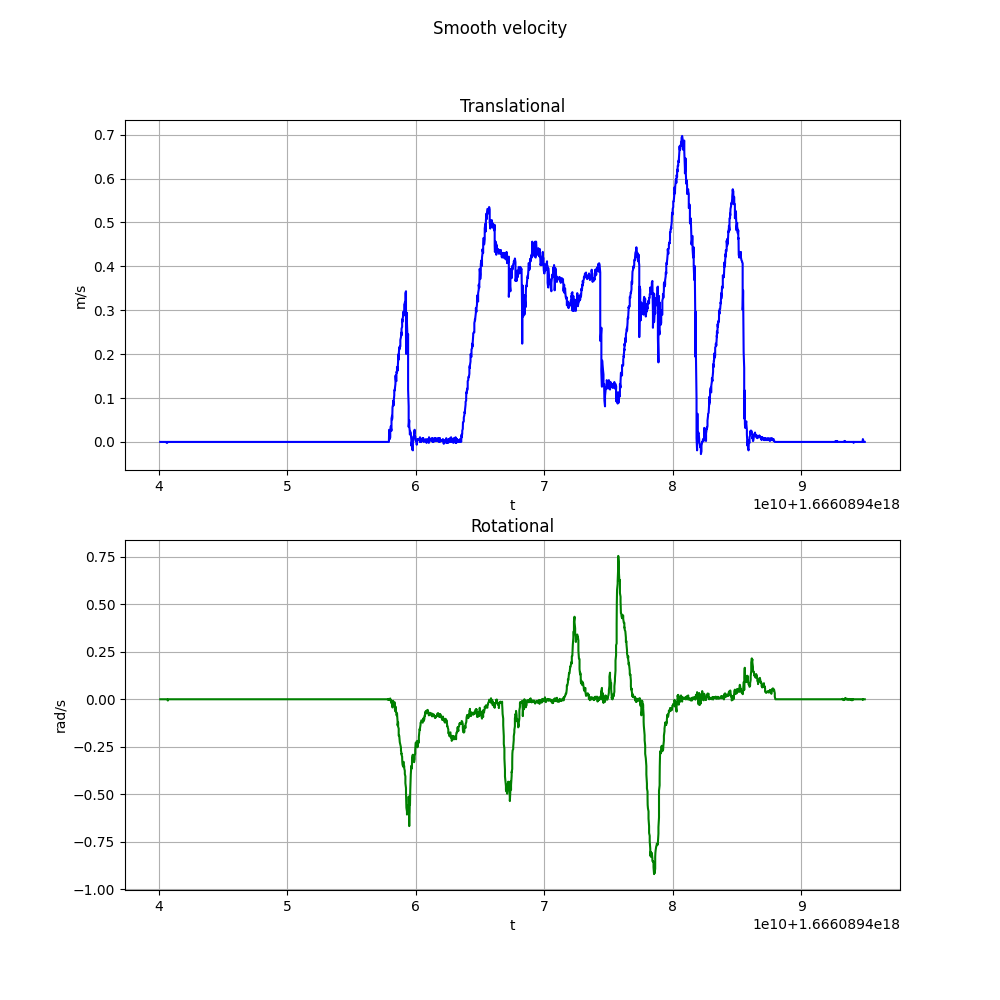 Smooth velocity
Translational
0.7
0.6
0.5
0.4
0.3
0.2
0.1
0.0
m/s
4 5 6 7 8 9
t
1e10+1.6660894e18
Rotational
0.75
0.50
0.25
0.00
−0.25
−0.50
−0.75
−1.00
rad/s
4 5 6 7 8 9
t
1e10+1.6660894e18